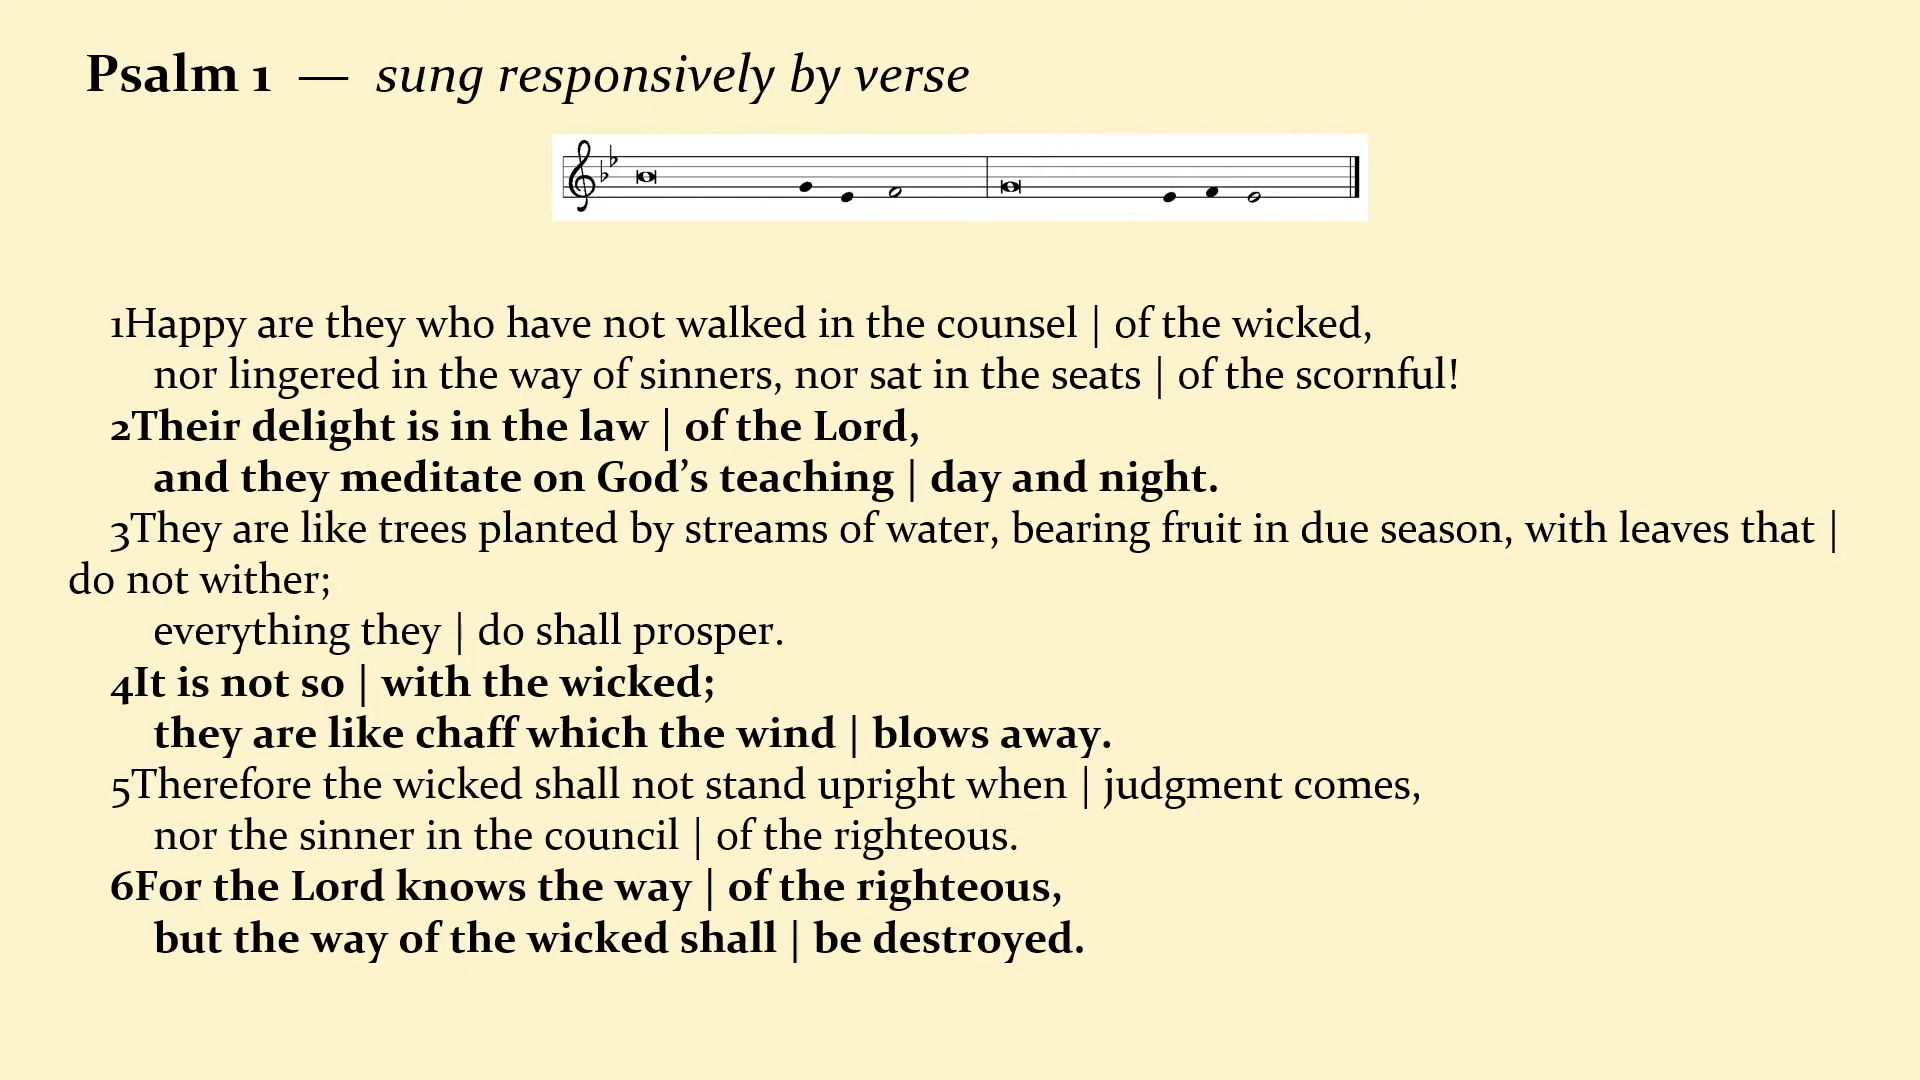 Psalm 1 — sung responsively by verse
1Happy are they who have not walked in the counsel | of the wicked,
nor lingered in the way of sinners, nor sat in the seats | of the scornful!
2Their delight is in the law | of the Lord,
and they meditate on God’s teaching | day and night.
3They are like trees planted by streams of water, bearing fruit in due season, with leaves that |
do not wither;
everything they | do shall prosper.
4It is not so | with the wicked;
they are like chaff which the wind | blows away.
5Therefore the wicked shall not stand upright when | judgment comes,
nor the sinner in the council | of the righteous.
6For the Lord knows the way | of the righteous,
but the way of the wicked shall | be destroyed.